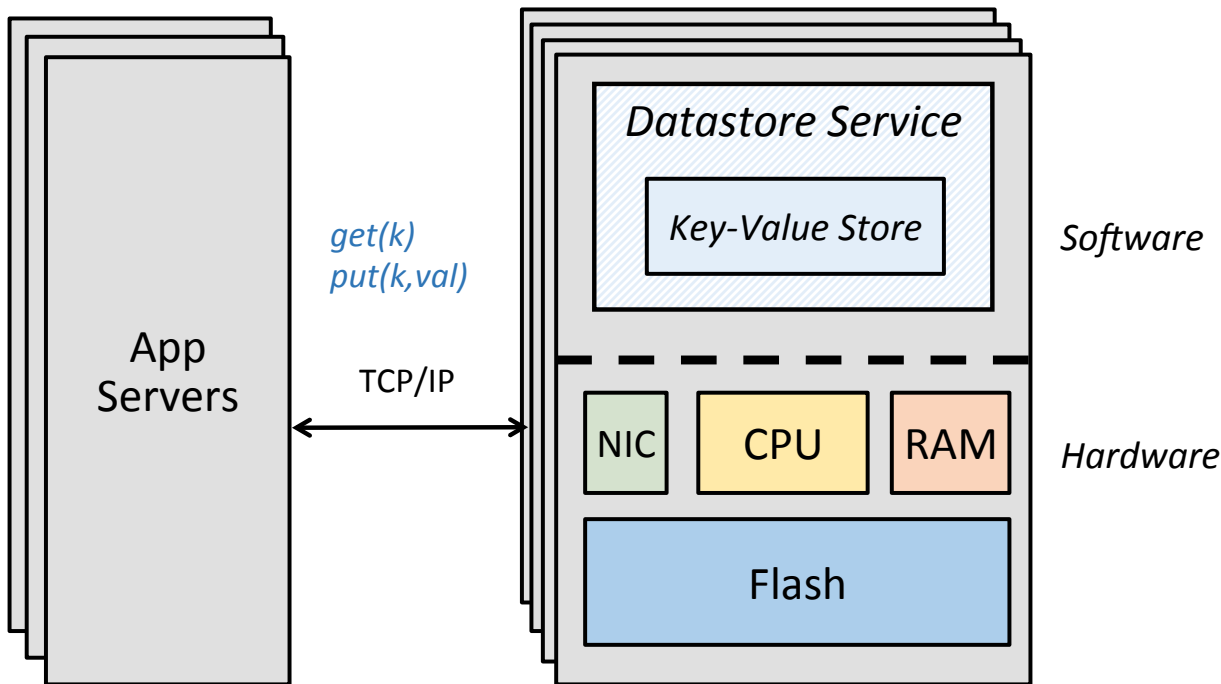 Datastore Service
Key-Value Store
Software
get(k)
put(k,val)
App
Servers
TCP/IP
NIC
CPU
RAM
Hardware
Flash